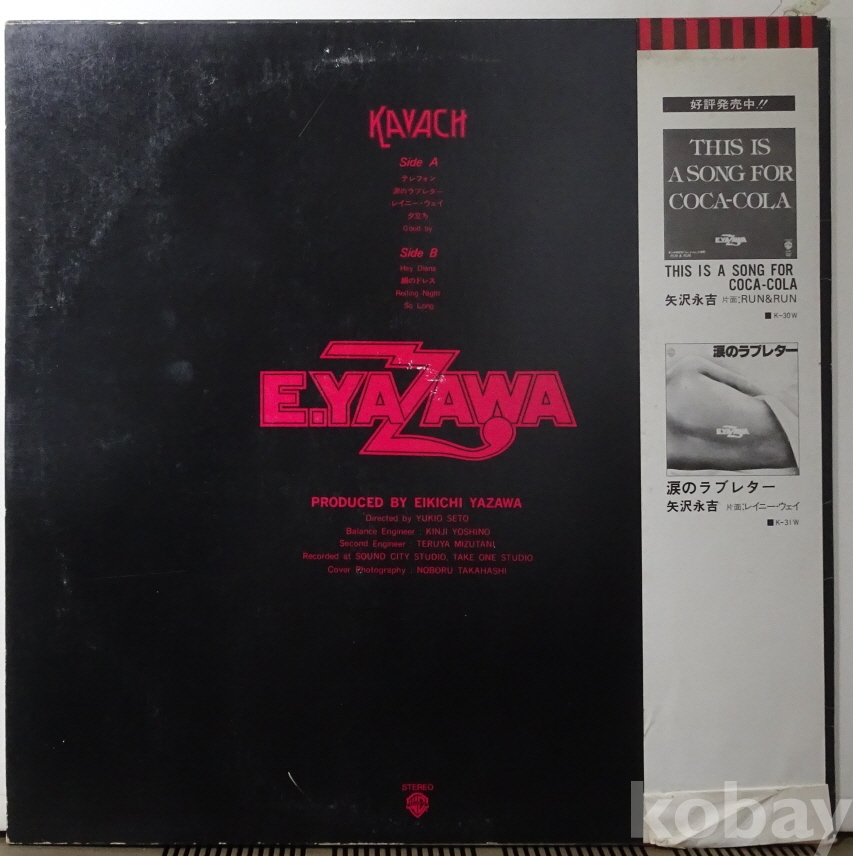 KAVACH
Side A
テレフォン
涙のラブレター
レイニー・ウェイ
夕立ち
Good by
Side B
Hey Diana
絹のドレス
Reeling Night
So Long
E.YAZAWA
PRODUCED BY EIKICHI YAZAWA
Directed by YUKIO SETO
Balance Engineer : KINJI YOSHINO
Second Engineer : TERUYA MIZUTANI
Recorded at SOUND CITY STUDIO, TAKE ONE STUDIO
Cover Photography : NOBORU TAKAHASHI
STEREO
好評発売中!!
THIS IS
A SONG FOR
COCA-COLA
E.YAZAWA
THIS IS A SONG FOR
COCA-COLA
矢沢永吉 片面;RUN&RUN
■K-30W
涙のラブレター
E.YAZAWA
涙のラブレター
矢沢永吉 片面;レイニー・ウェイ
■K-31W
kobay